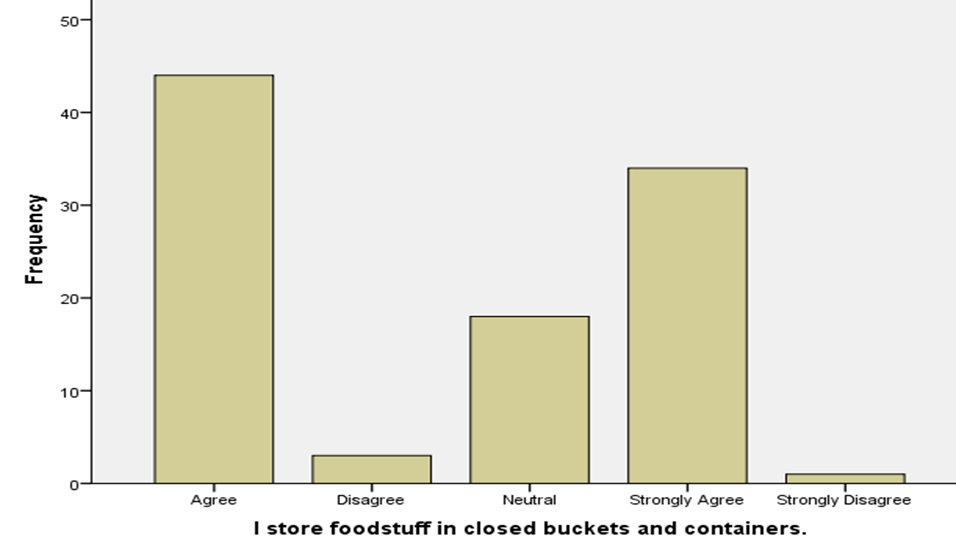 50
40
30
20
10
0
Frequency
Agree Disagree Neutral Strongly Agree Strongly Disagree
I store foodstuff in closed buckets and containers.